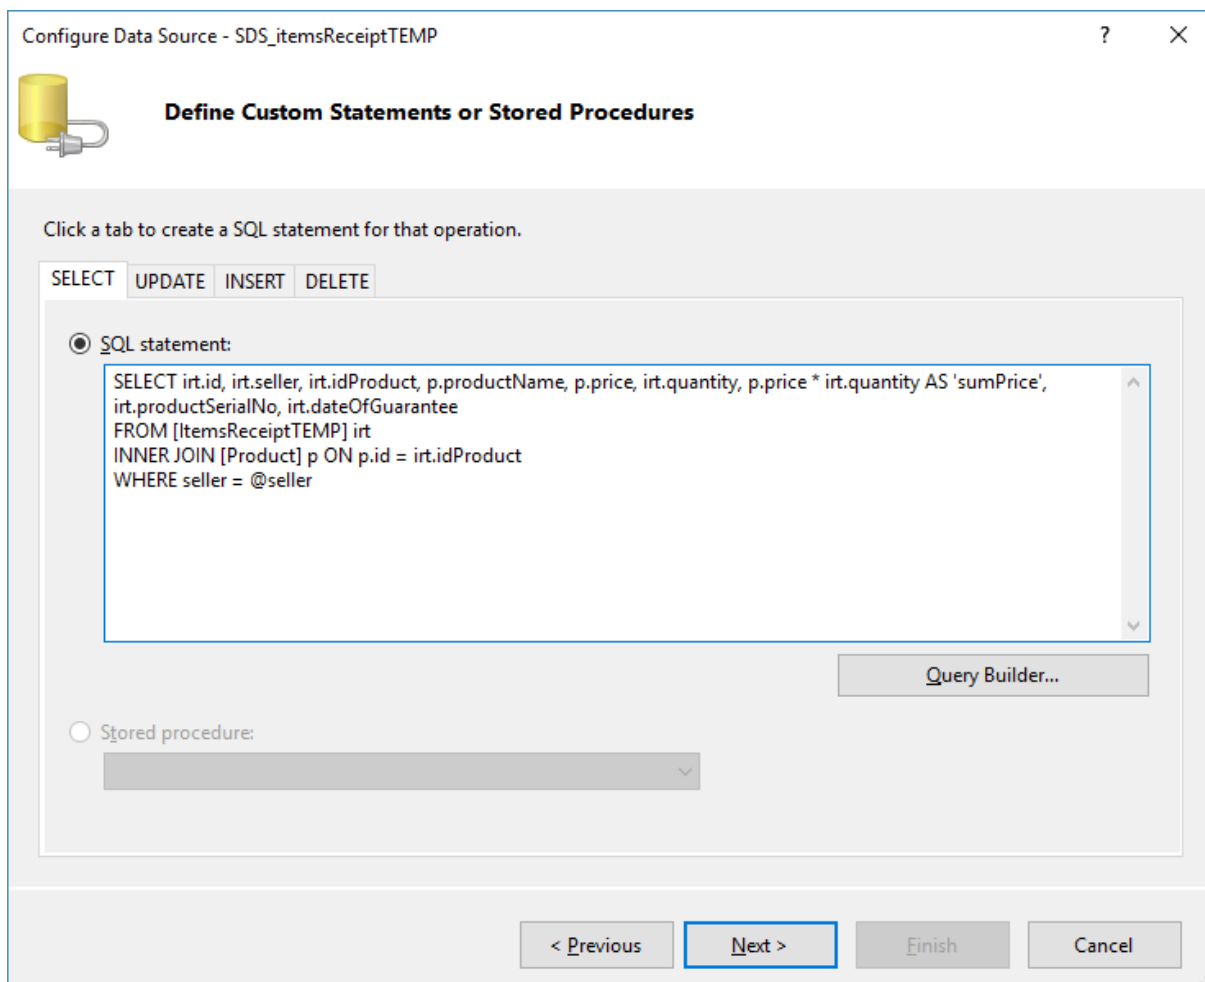 Configure Data Source - SDS_itemsReceiptTEMP
?
Define Custom Statements or Stored Procedures
Click a tab to create a SQL statement for that operation.
SELECT UPDATE INSERT DELETE
SQL statement:
SELECT irt.id, irt.seller, irt.idProduct, p.productName, p.price, irt.quantity, p.price * irt.quantity AS 'sumPrice',
irt.productSerialNo, irt.dateOfGuarantee
FROM [ItemsReceiptTEMP] irt
INNER JOIN [Product] p ON p.id = irt.idProduct
WHERE seller = @seller
Query Builder...
Stored procedure:
< Previous Next > Finish Cancel